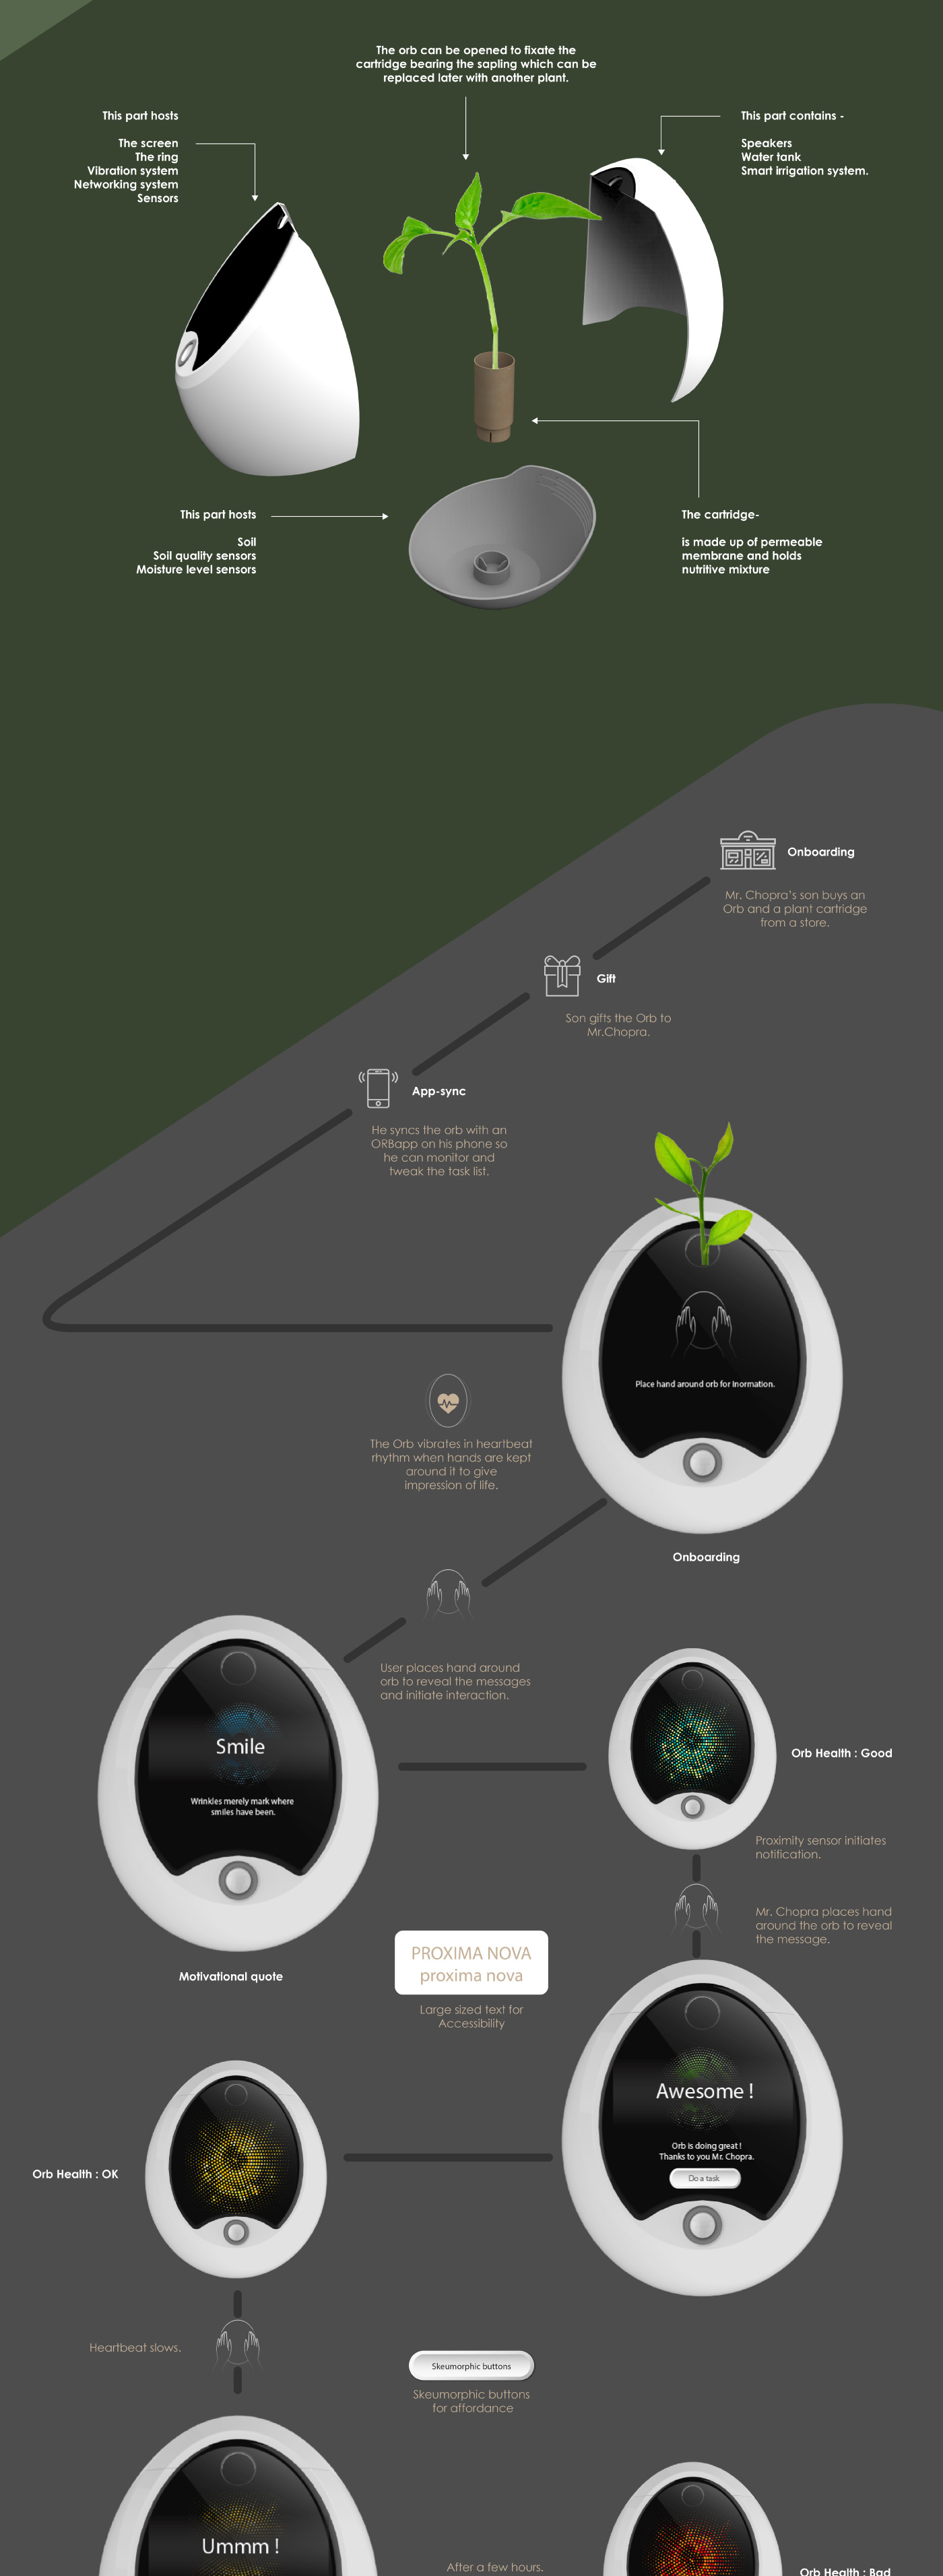 The orb can be opened to fixate the
cartridge bearing the sapling which can be
replaced later with another plant.
This part hosts
The screen
The ring
Vibration system
Networking system
Sensors
This part contains -
Speakers
Water tank
Smart irrigation system.
This part hosts
Soil
Soil quality sensors
Moisture level sensors
The cartridge-
is made up of permeable
membrane and holds
nutritive mixture
Onboarding
Mr. Chopra's son buys an
Orb and a plant cartridge
from a store.
Gift
Son gifts the Orb to
Mr.Chopra.
App-sync
He syncs the orb with an
ORBapp on his phone so
he can monitor and
tweak the task list.
Place hand around orb for Inormation.
The Orb vibrates in heartbeat
rhythm when hands are kept
around it to give
impression of life.
Onboarding
User places hand around
orb to reveal the messages
and initiate interaction.
Smile
Wrinkles merely mark where
smiles have been.
Motivational quote
Orb Health : Good
Proximity sensor initiates
notification.
Mr. Chopra places hand
around the orb to reveal
the message.
PROXIMA NOVA
proxima nova
Large sized text for
Accessibility
Awesome !
Orb is doing great !
Thanks to you Mr. Chopra.
Do a task
Orb Health : OK
Heartbeat slows.
Skeumorphic buttons
Skeumorphic buttons
for affordance
Ummm !
After a few hours.
Orb Health : Bad